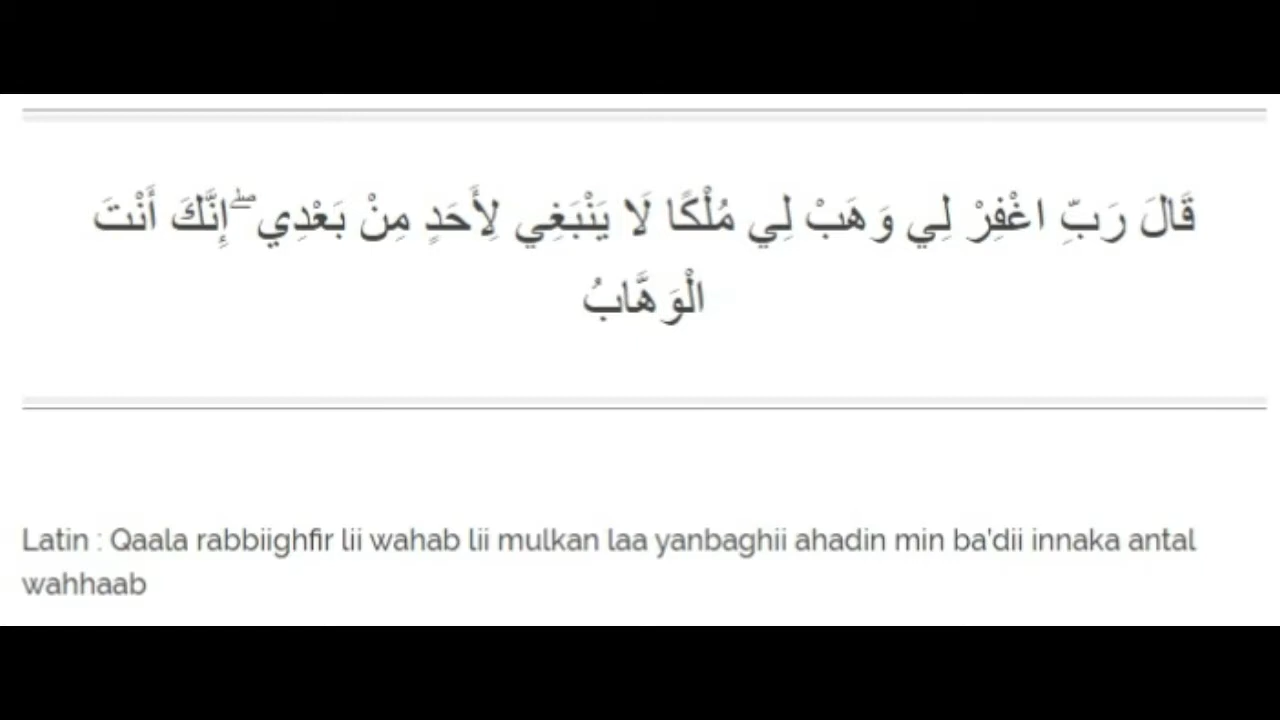 قَالَ رَبِّ اغْفِرْ لِي وَهَبْ لِي مُلْكًا لَا يَنْبَغِي لِأَحَدٍ مِنْ بَعْدِي ۖ إِنَّكَ أَنْتَ
الْوَهَّابُ
Latin : Qaala rabbiighfir lii wahab lii mulkan laa yanbaghii ahadin min ba'dii innaka antal
wahhaab